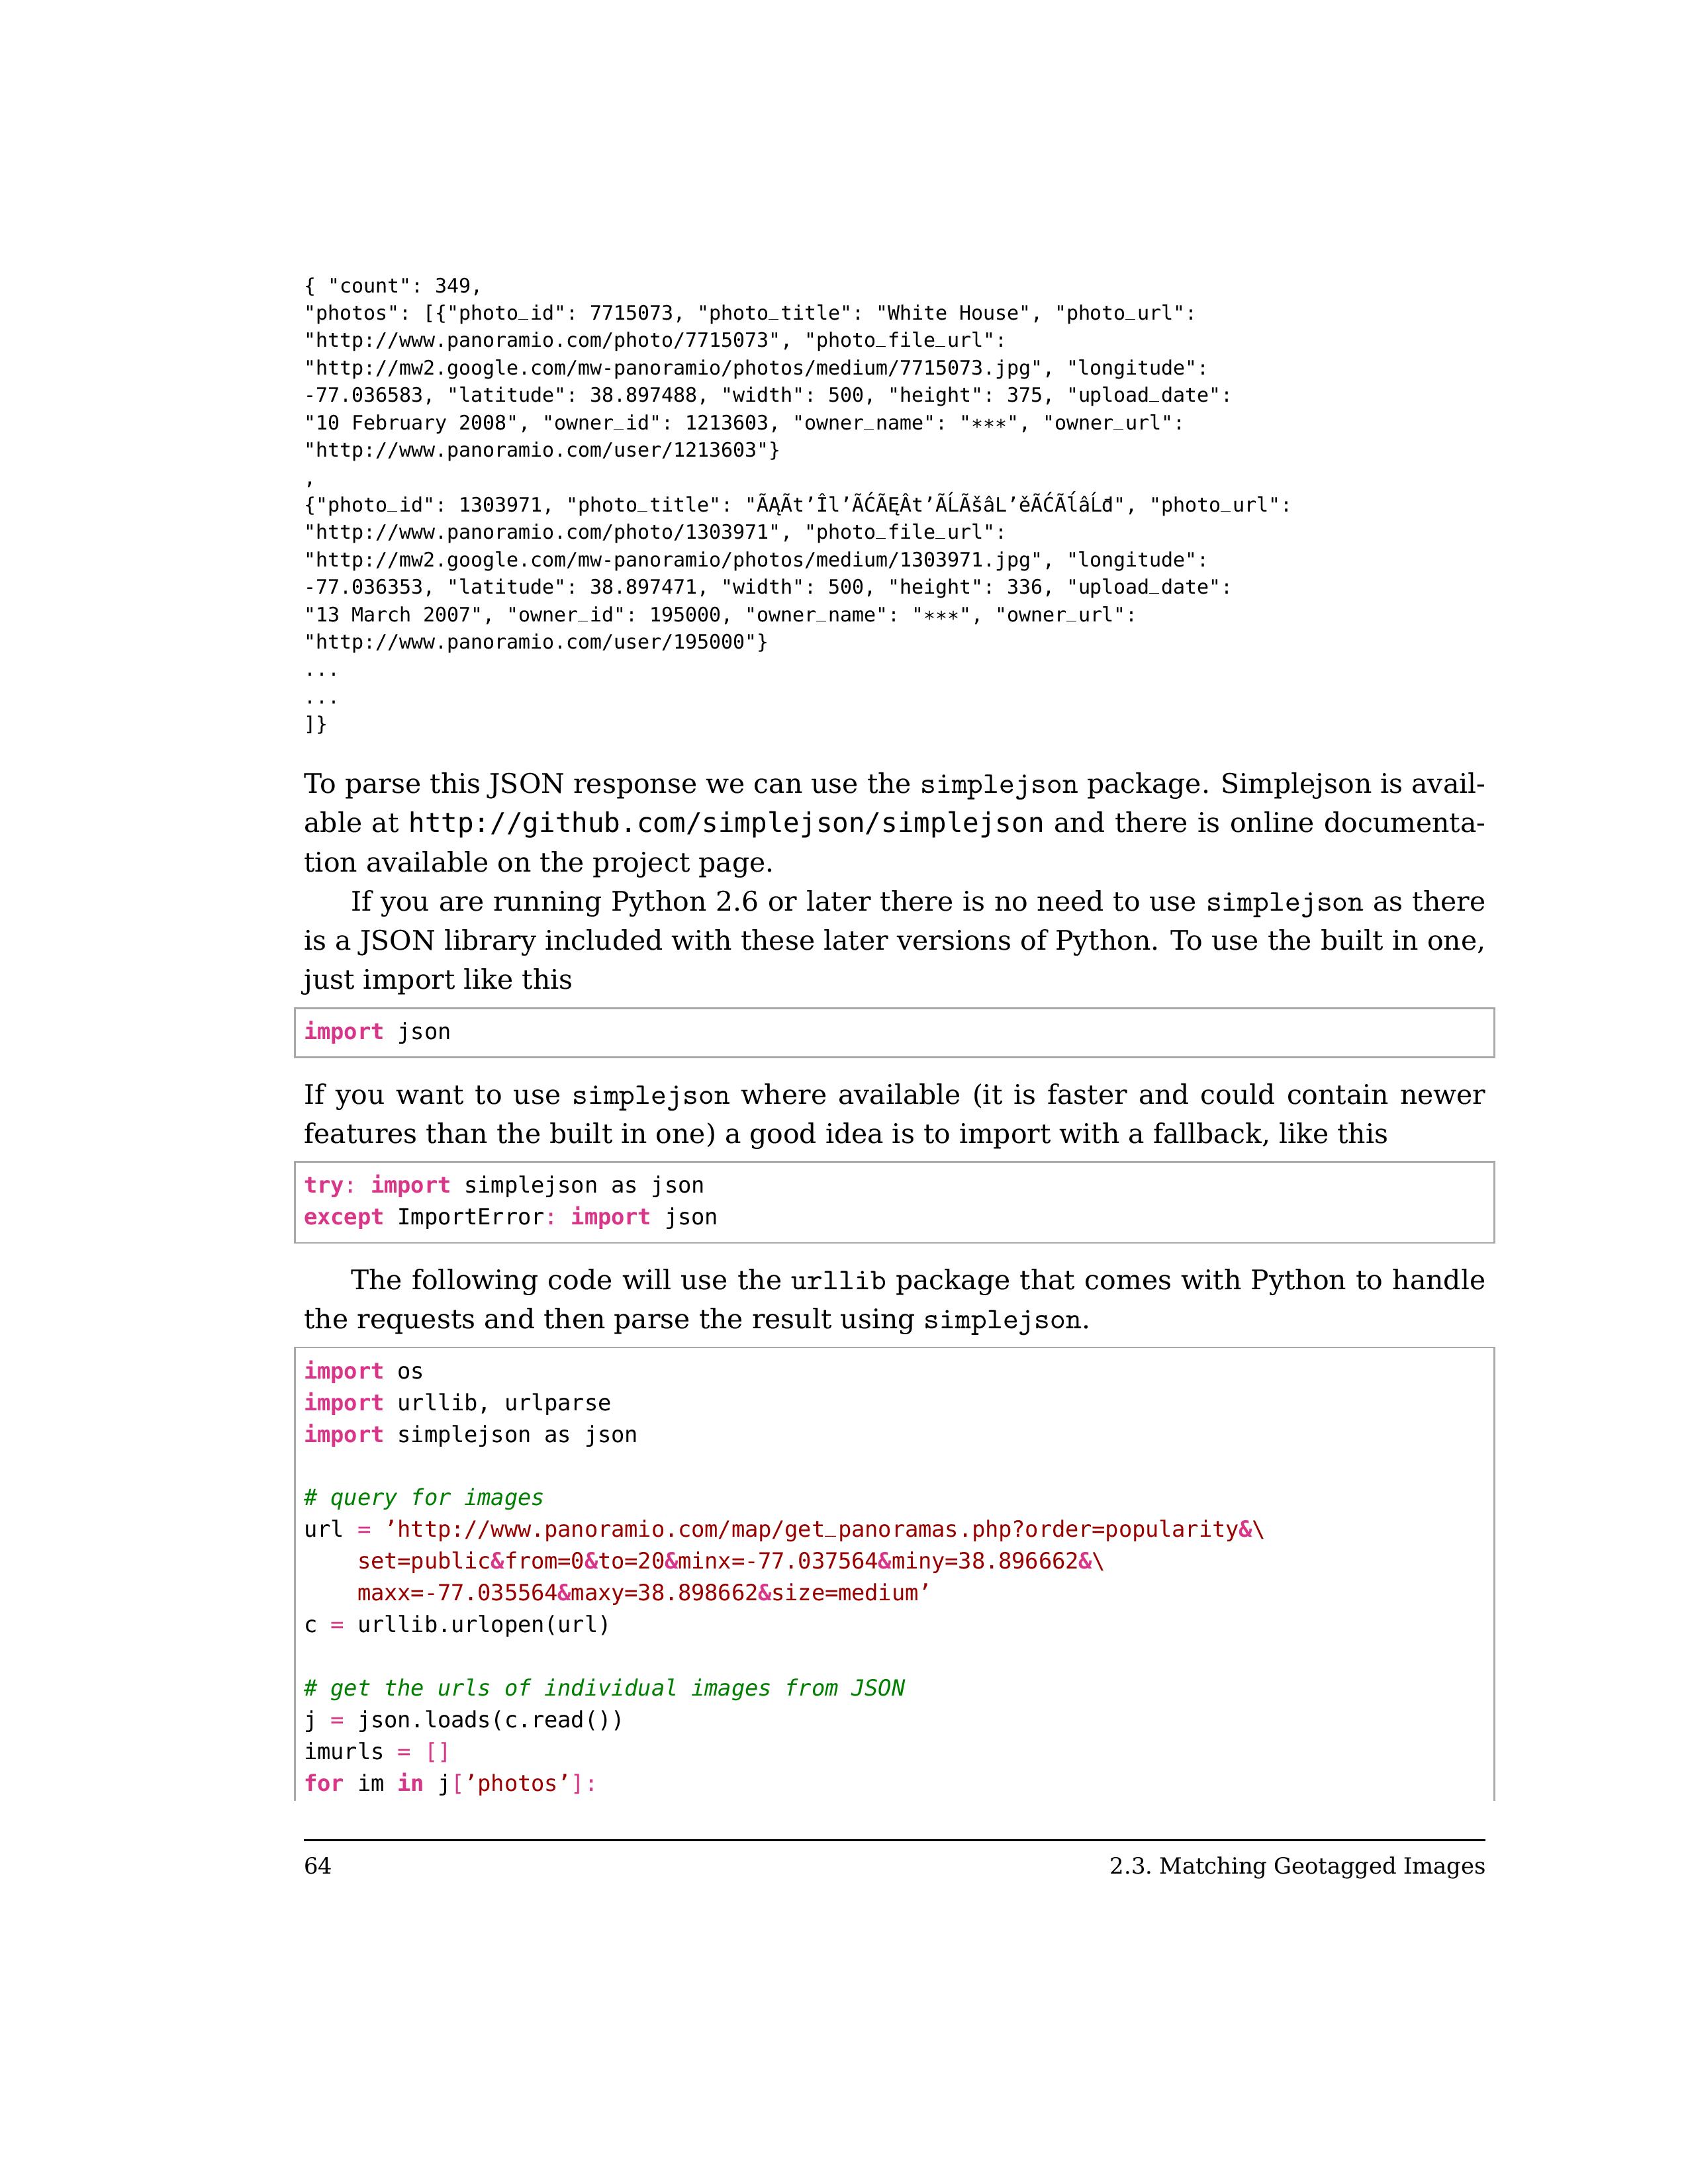 { "count": 349,
"photos": [{"photo_id": 7715073, "photo_title": "White House", "photo_url":
"http://www.panoramio.com/photo/7715073", "photo_file_url":
"http://mw2.google.com/mw-panoramio/photos/medium/7715073.jpg", "longitude":
-77.036583, "latitude": 38.897488, "width": 500, "height": 375, "upload_date":
"10 February 2008", "owner_id": 1213603, "owner_name": "***", "owner_url":
"http://www.panoramio.com/user/1213603"}
,
{"photo_id": 1303971, "photo_title": "ÃĄÃt’Îl’ÃĆÃĘÂt’ÃĹÃšâL’ěÃĆÃĺâĹđ", "photo_url":
"http://www.panoramio.com/photo/1303971", "photo_file_url":
"http://mw2.google.com/mw-panoramio/photos/medium/1303971.jpg", "longitude":
-77.036353, "latitude": 38.897471, "width": 500, "height": 336, "upload_date":
"13 March 2007", "owner_id": 195000, "owner_name": "***", "owner_url":
"http://www.panoramio.com/user/195000"}
...
...
]}
To parse this JSON response we can use the simplejson package. Simplejson is avail-
able at http://github.com/simplejson/simplejson and there is online documenta-
tion available on the project page.
If you are running Python 2.6 or later there is no need to use simplejson as there
is a JSON library included with these later versions of Python. To use the built in one,
just import like this
import json
If you want to use simplejson where available (it is faster and could contain newer
features than the built in one) a good idea is to import with a fallback, like this
try: import simplejson as json
except ImportError: import json
The following code will use the urllib package that comes with Python to handle
the requests and then parse the result using simplejson.
import os
import urllib, urlparse
import simplejson as json
# query for images
url = ’http://www.panoramio.com/map/get_panoramas.php?order=popularity&\
set=public&from=0&to=20&minx=-77.037564&miny=38.896662&\
maxx=-77.035564&maxy=38.898662&size=medium’
c = urllib.urlopen(url)
# get the urls of individual images from JSON
j = json.loads(c.read())
imurls = []
for im in j[’photos’]:
64
2.3. Matching Geotagged Images